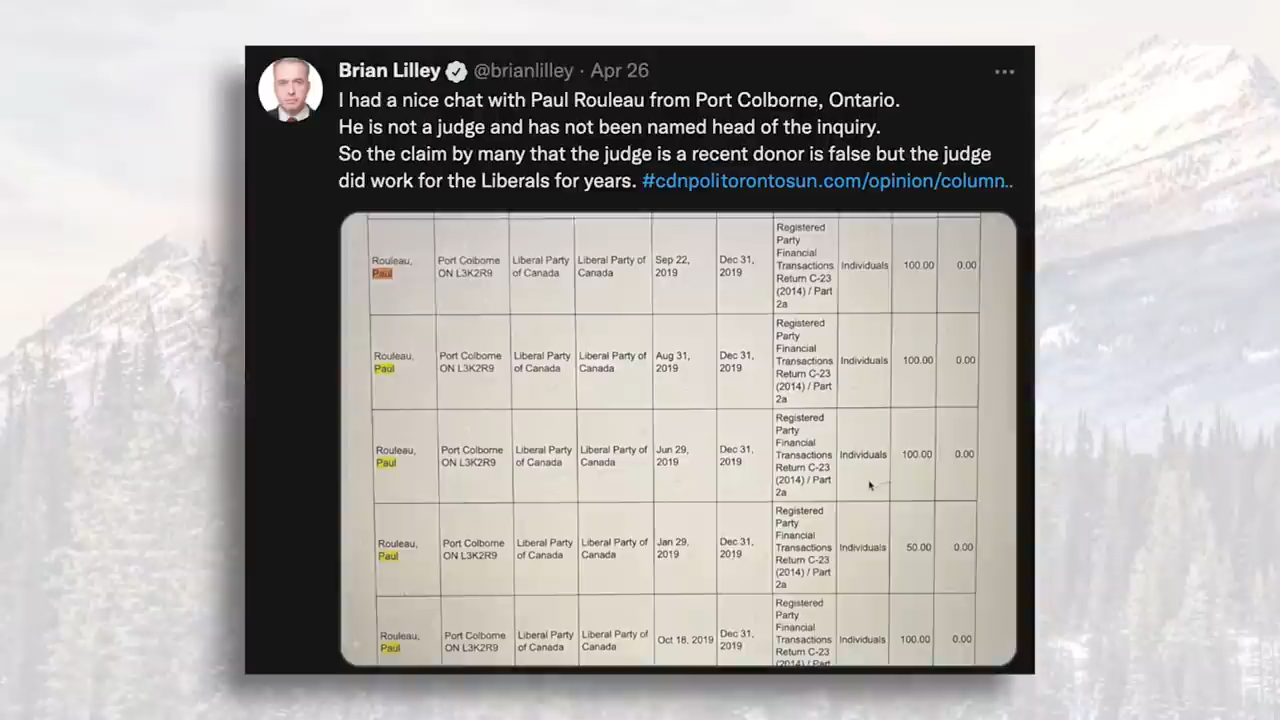 Brian Lilley @brianlilley · Apr 26
I had a nice chat with Paul Rouleau from Port Colborne, Ontario.
He is not a judge and has not been named head of the inquiry.
So the claim by many that the judge is a recent donor is false but the judge
did work for the Liberals for years. #cdnpolitorontosun.com/opinion/column..
Rouleau, Paul Port Colborne ON L3K2R9 Liberal Party of Canada Liberal Party of Canada Sep 22, 2019 Dec 31, 2019 Registered Party Financial Transactions Return C-23 (2014) / Part 2a Individuals 100.00 0.00
Rouleau, Paul Port Colborne ON L3K2R9 Liberal Party of Canada Liberal Party of Canada Aug 31, 2019 Dec 31, 2019 Registered Party Financial Transactions Return C-23 (2014) / Part 2a Individuals 100.00 0.00
Rouleau, Paul Port Colborne ON L3K2R9 Liberal Party of Canada Liberal Party of Canada Jun 29, 2019 Dec 31, 2019 Registered Party Financial Transactions Return C-23 (2014) / Part 2a Individuals 100.00 0.00
Rouleau, Paul Port Colborne ON L3K2R9 Liberal Party of Canada Liberal Party of Canada Jan 29, 2019 Dec 31, 2019 Registered Party Financial Transactions Return C-23 (2014) / Part 2a Individuals 50.00 0.00
Rouleau, Paul Port Colborne ON L3K2R9 Liberal Party of Canada Liberal Party of Canada Oct 18, 2019 Dec 31, 2019 Registered Party Financial Transactions Return C-23 (2014) / Part Individuals 100.00 0.00